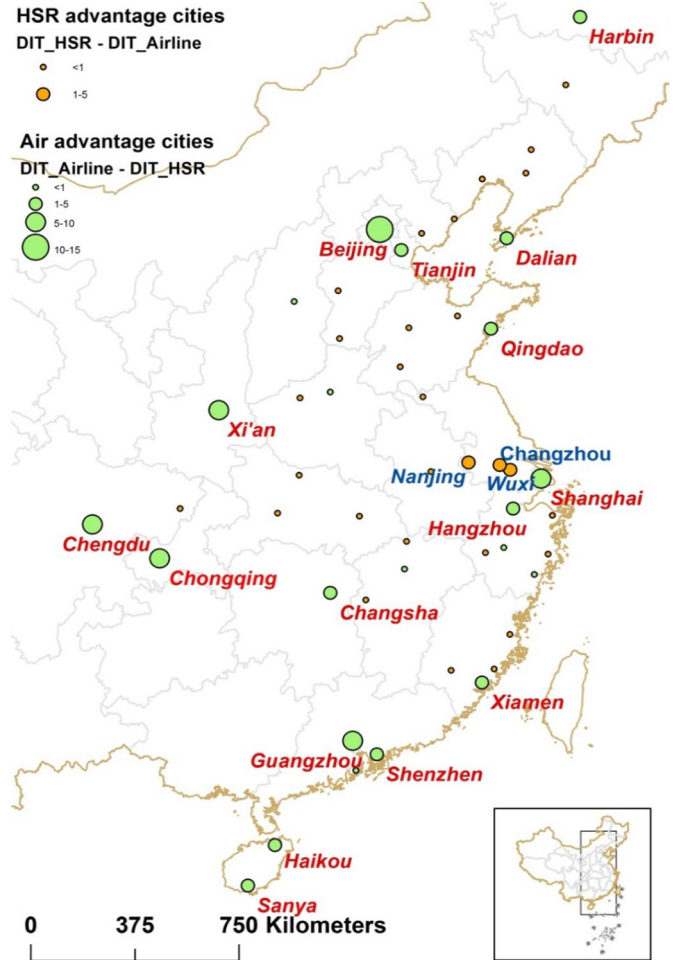 HSR advantage cities
DIT_HSR - DIT_Airline
<1
1-5
Air advantage cities
DIT_Airline - DIT_HSR
<1
1-5
5-10
10-15
Harbin
Beijing
Tianjin
Dalian
Qingdao
Xi'an
Changzhou
Nanjing
Wuxi
Shanghai
Hangzhou
Chengdu
Chongqing
Changsha
Xiamen
Guangzhou
Shenzhen
Haikou
Sanya
0 375 750 Kilometers